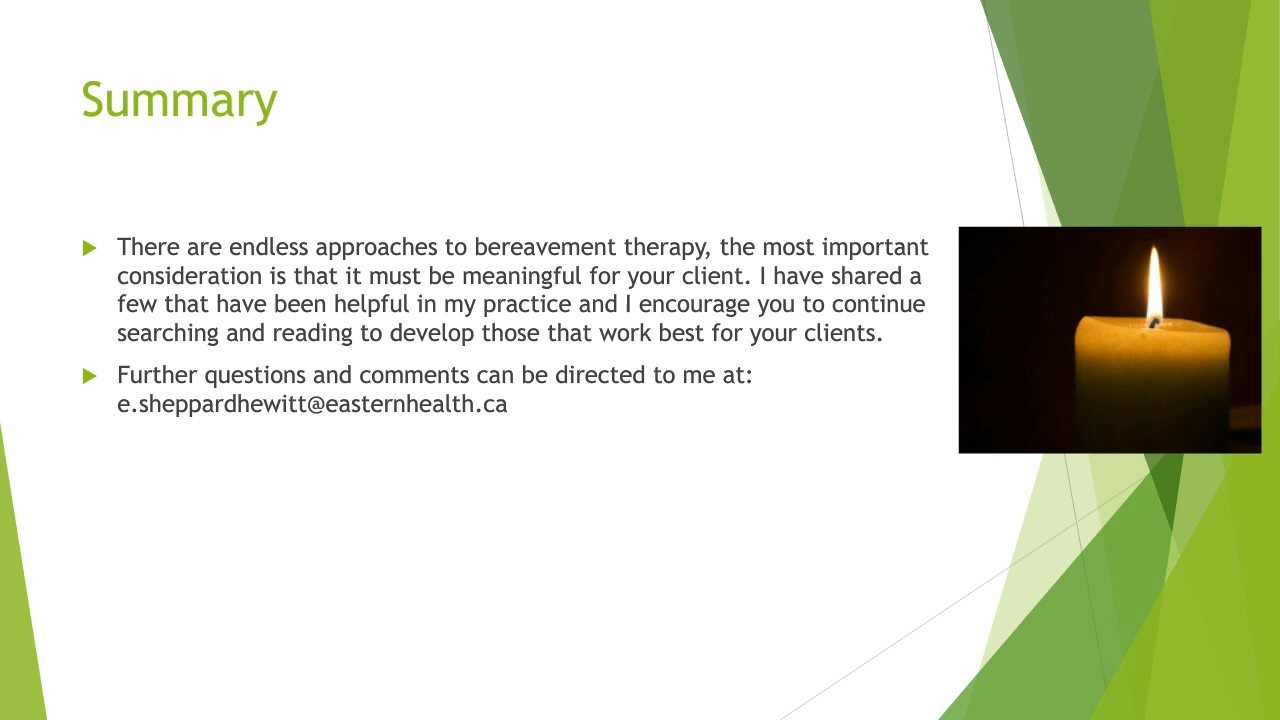 Summary
There are endless approaches to bereavement therapy, the most important
consideration is that it must be meaningful for your client. I have shared a
few that have been helpful in my practice and I encourage you to continue
searching and reading to develop those that work best for your clients.
Further questions and comments can be directed to me at:
e.sheppardhewitt@easternhealth.ca